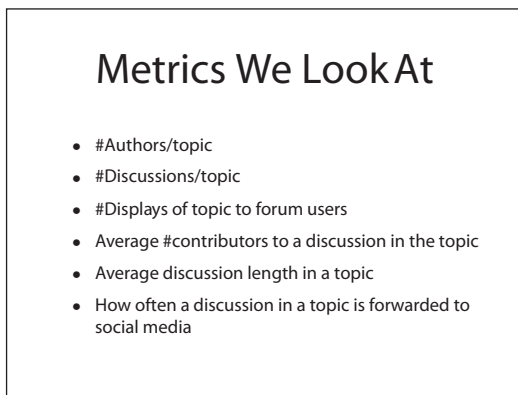 Metrics We Look At
• #Authors/topic
• #Discussions/topic
• #Displays of topic to forum users
• Average #contributors to a discussion in the topic
• Average discussion length in a topic
• How often a discussion in a topic is forwarded to
social media